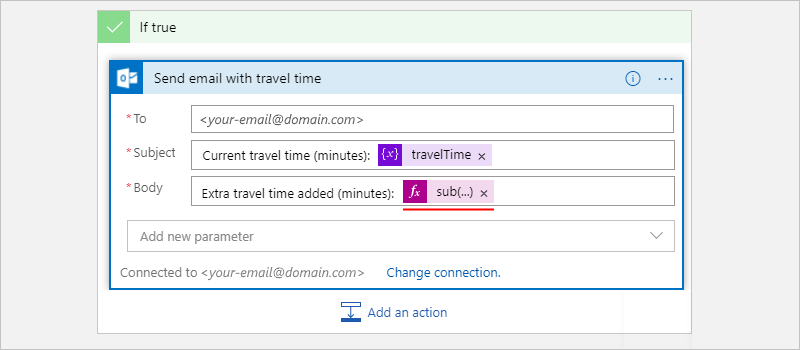 If true
Send email with travel time
* To
<your-email@domain.com>
* Subject
Current travel time (minutes): {x} travelTime ×
* Body
Extra travel time added (minutes): fx sub(...) ×
Add new parameter
Connected to <your-email@domain.com> Change connection.
Add an action